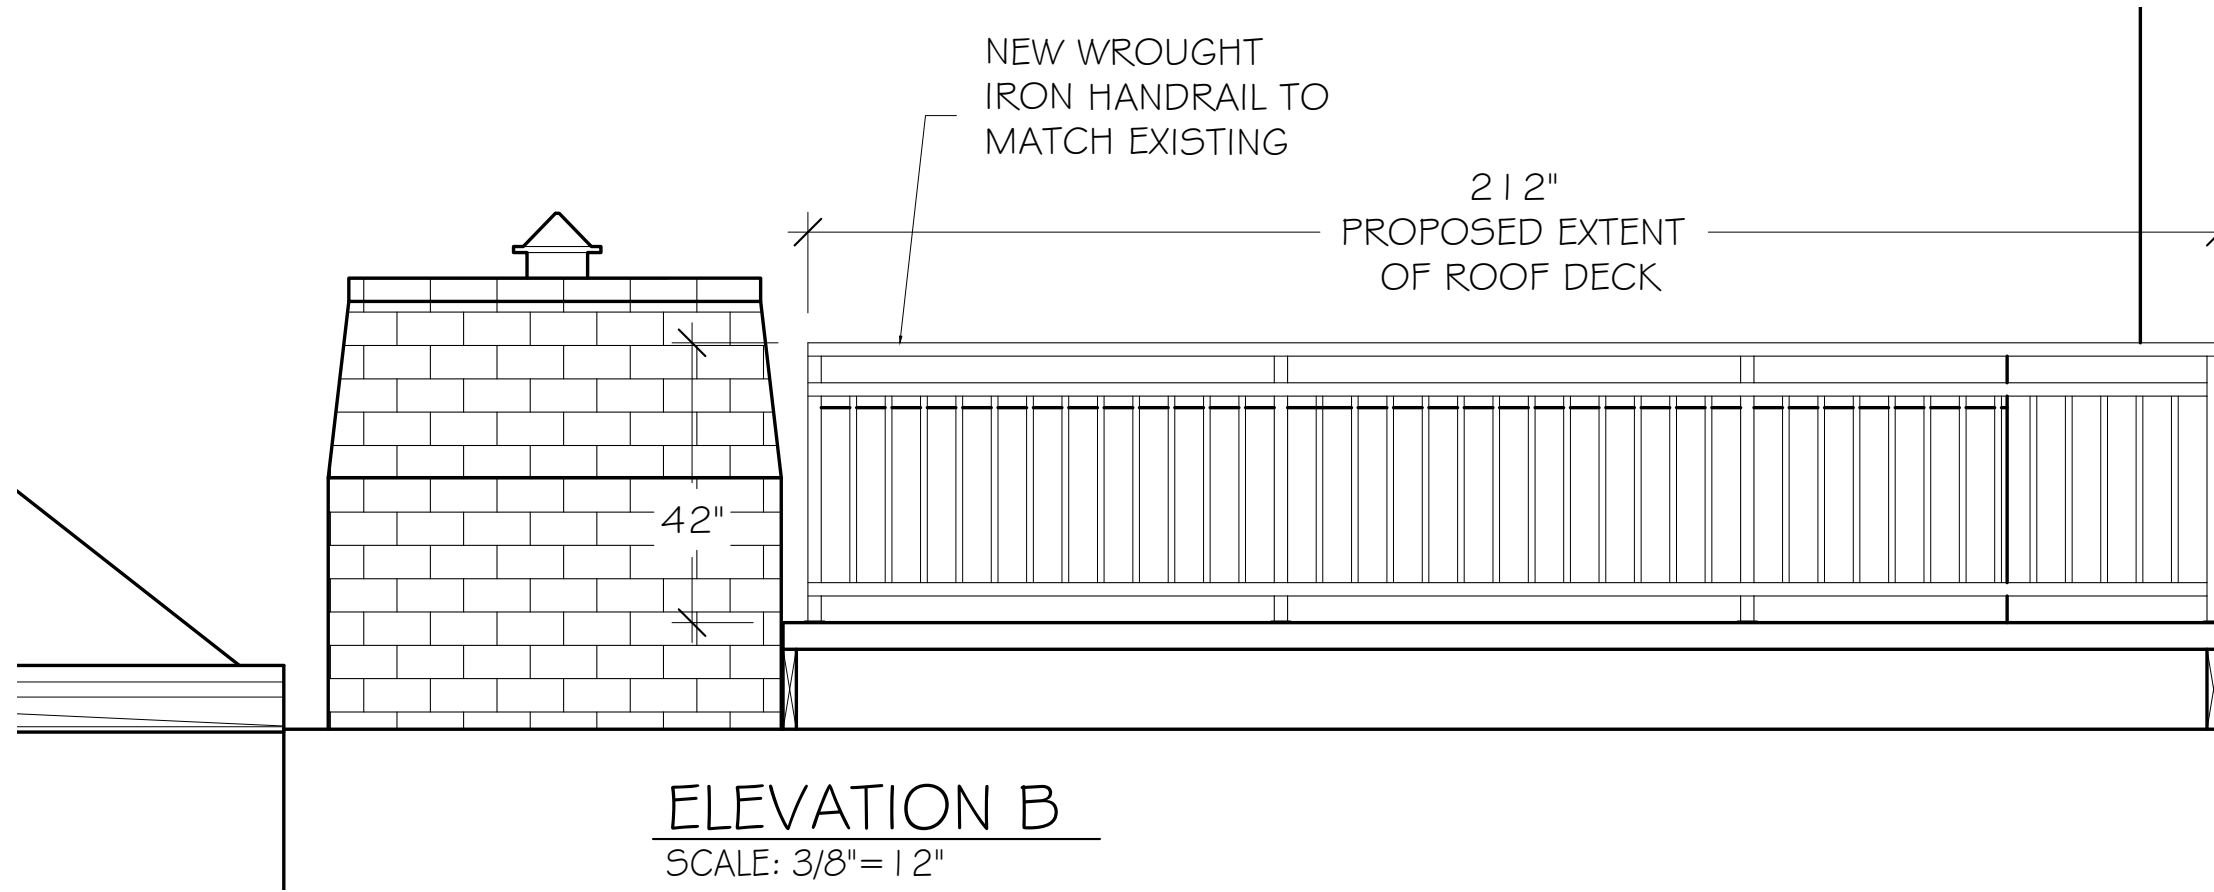 NEW WROUGHT
IRON HANDRAIL TO
MATCH EXISTING
212"
PROPOSED EXTENT
OF ROOF DECK
42"
ELEVATION B
SCALE: 3/8"=12"